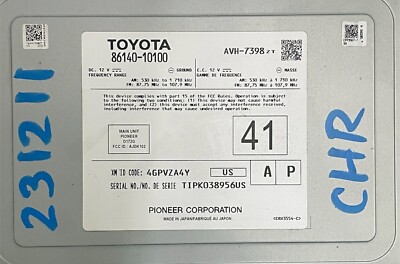 TOYOTA
86140-10100
AVH-7398 ZT
DC. 12 V GROUND C.C. 12 V MASSE
FREQUENCY RANGE GAMME DE FREQUENCE
AM: 530 kHz to 1 710 kHz AM: 530 kHz à 1 710 kHz
FM: 87.75 MHz to 107.9 MHz FM: 87,75 MHz à 107,9 MHz
This device complies with part 15 of the FCC Rules. Operation is subject
to the following two conditions: (1) This device may not cause harmful
interference, and (2) this device must accept any interference received,
including interference that may cause undesired operation.
MAIN UNIT
PIONEER
FCC ID : AJDK102
41
XM ID CODE 4GPVZA4Y US A P
SERIAL NO./NO. DE SERIE TIPK038956US
PIONEER CORPORATION
MADE IN JAPAN/FABRIQUÉ AU JAPON
<DRV3554-C>
231211
CHR